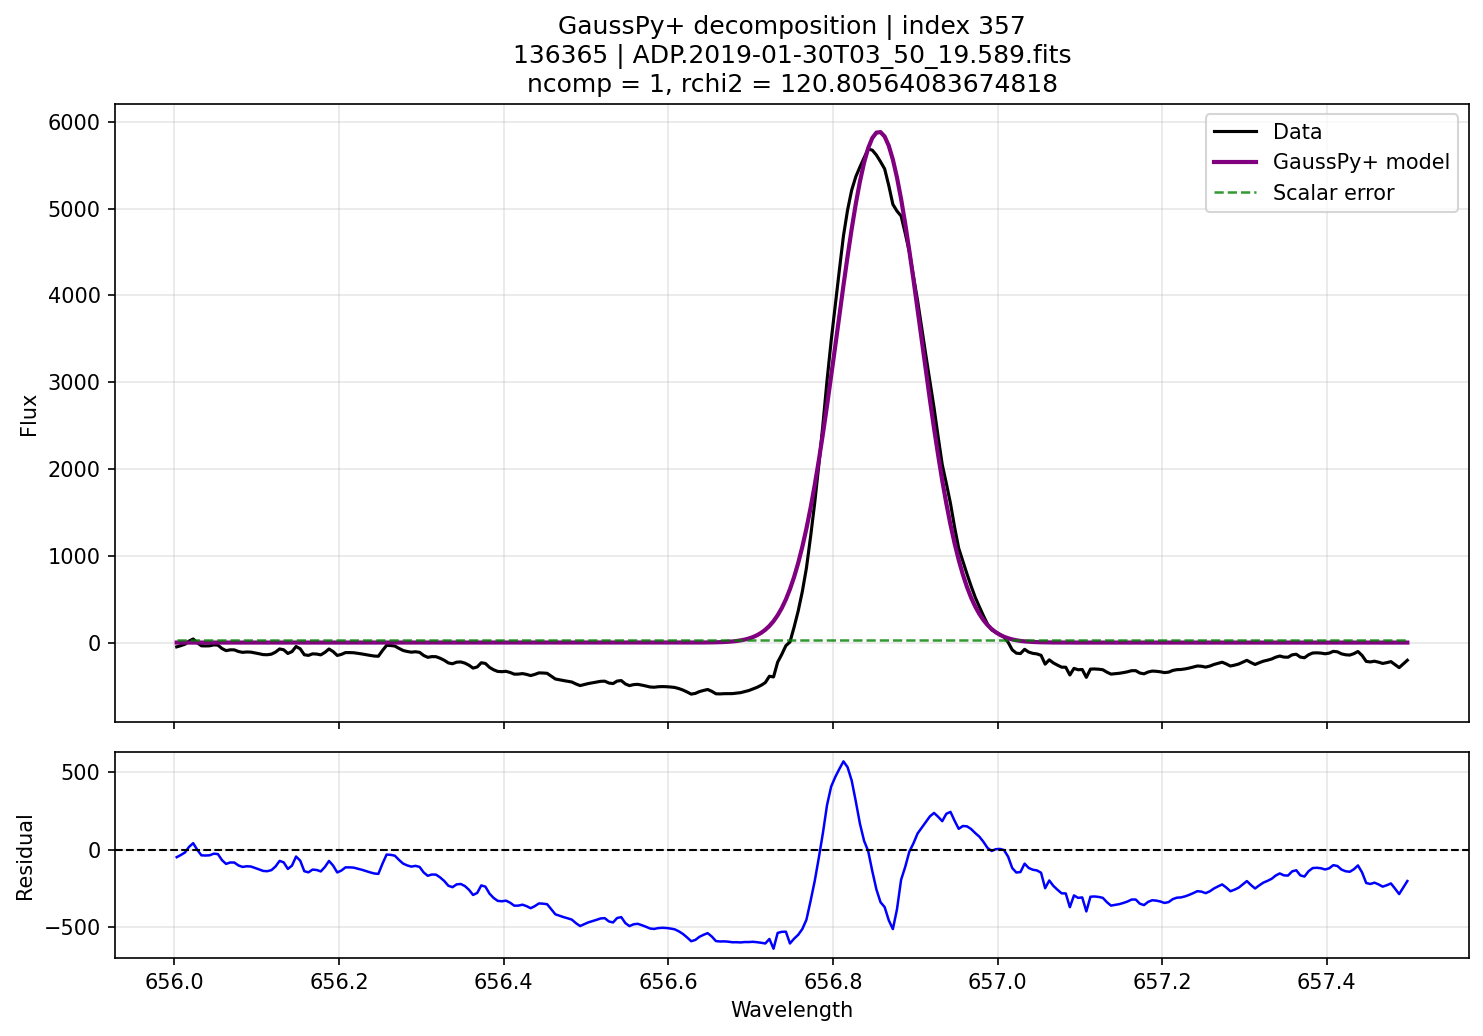 GaussPy+ decomposition | index 357
136365 | ADP.2019-01-30T03_50_19.589.fits
ncomp = 1, rchi2 = 120.80564083674818
Data
GaussPy+ model
Scalar error
6000
5000
4000
3000
2000
1000
0
Flux
500
0
−500
Residual
656.0 656.2 656.4 656.6 656.8 657.0 657.2 657.4
Wavelength